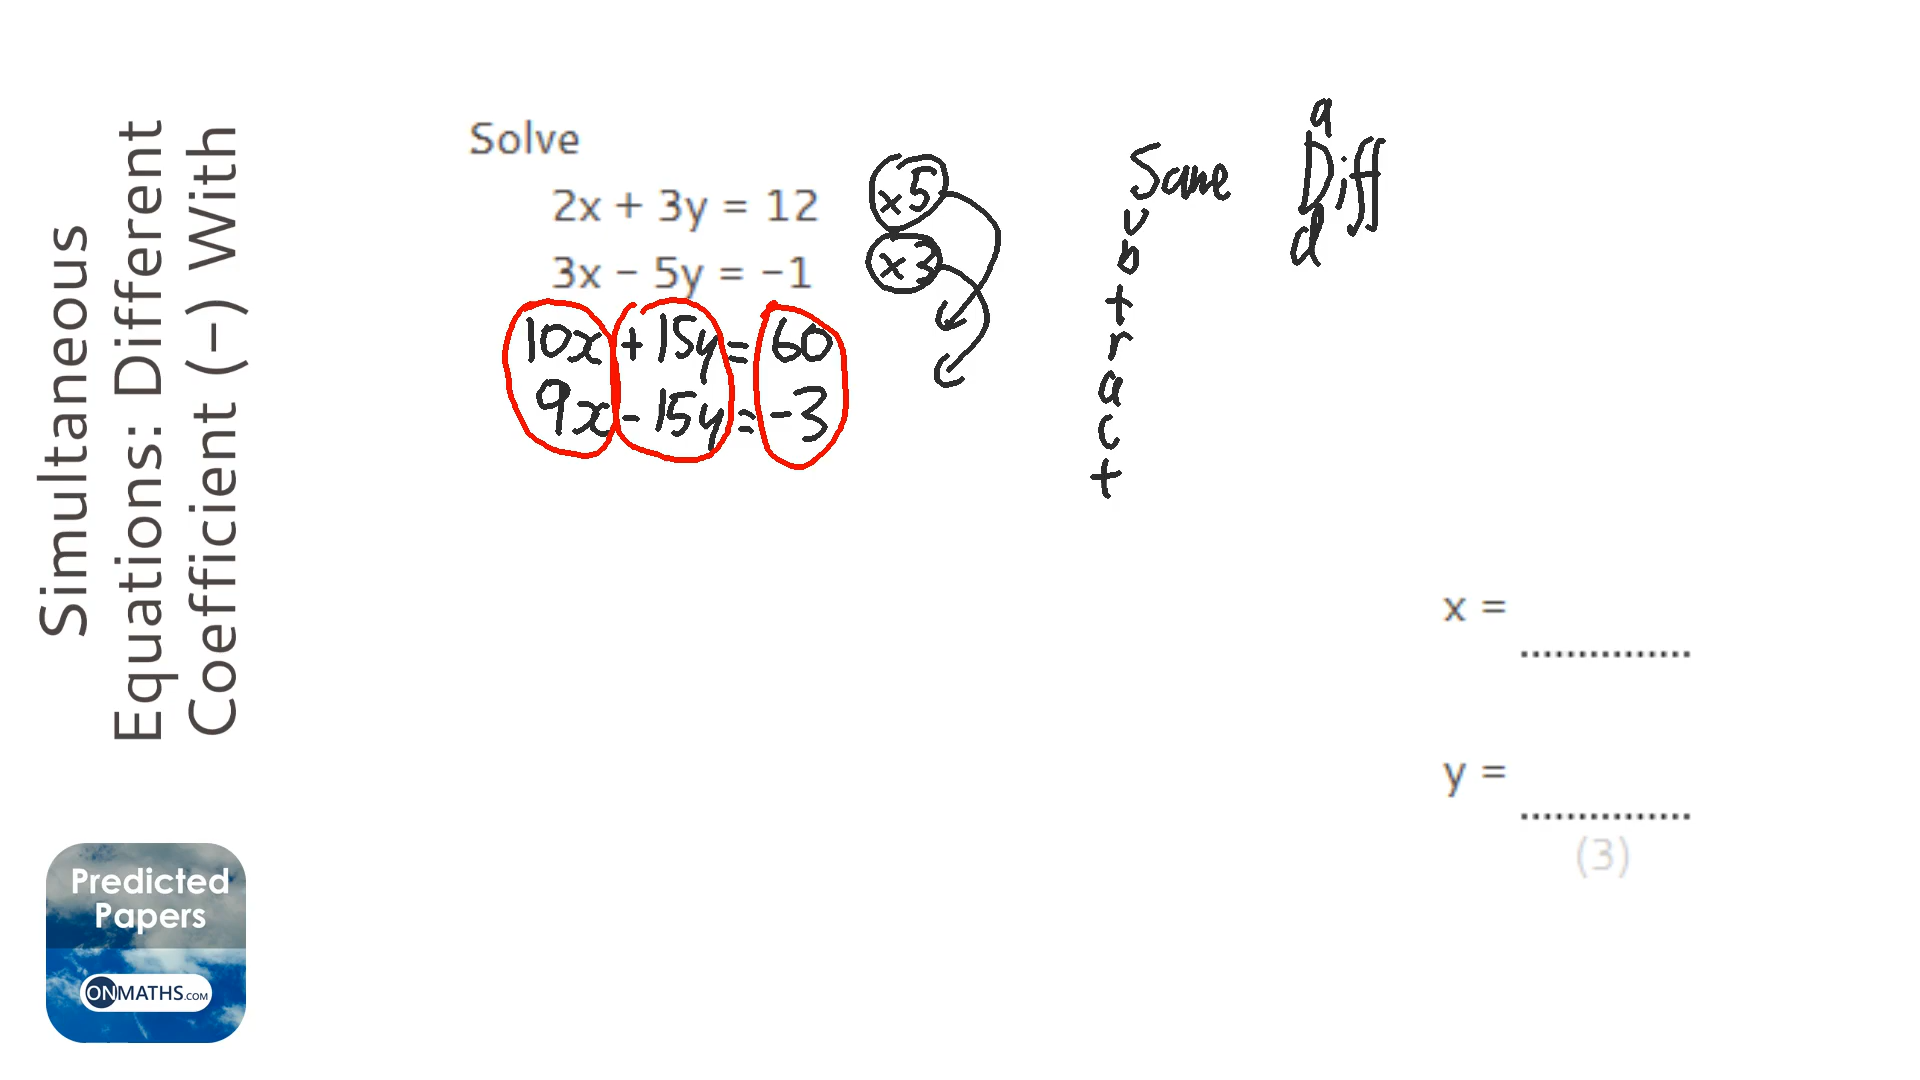 Simultaneous
Equations: Different
Coefficient (−) With
Solve
2x + 3y = 12
3x − 5y = −1
×5
×3
10x + 15y = 60
9x − 15y = −3
Same
u
b
t
r
a
c
t
a
Diff
d
x =
y =
(3)
Predicted
Papers
ONMATHS.COM